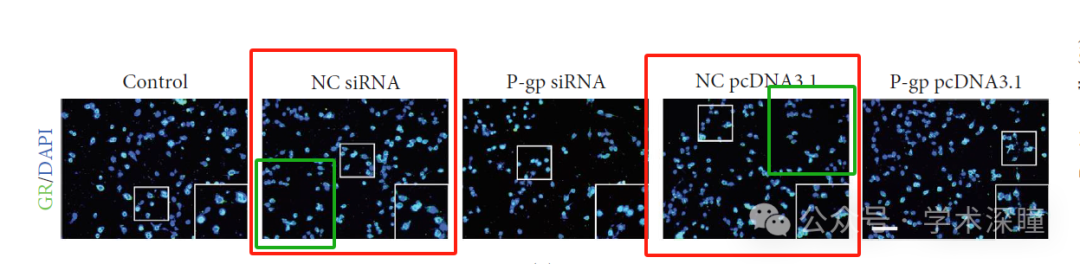 Control
NC siRNA
P-gp siRNA
NC pcDNA3.1
P-gp pcDNA3.1
GR/DAPI
公众号 · 学术深瞳